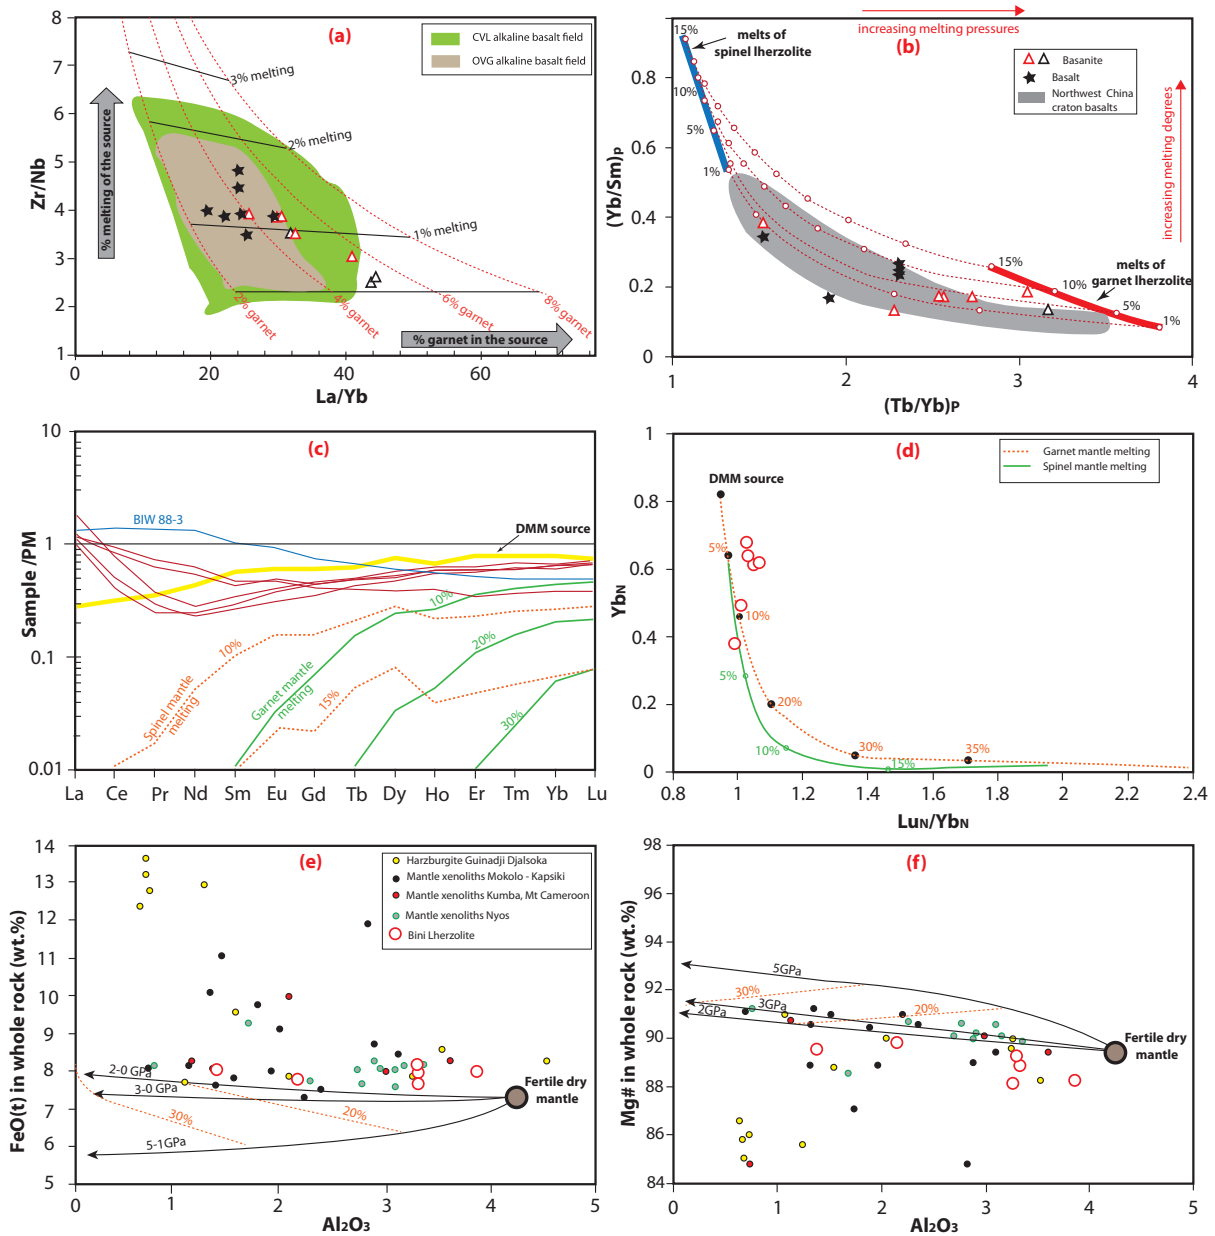 (a)
CVL alkaline basalt field
OVG alkaline basalt field
3% melting
2% melting
1% melting
2% garnet
4% garnet
6% garnet
8% garnet
% melting of the source
% garnet in the source
Zr/Nb
8
7
6
5
4
3
2
1
0
20
40
60
La/Yb
increasing melting pressures
(b)
15%
melts of
spinel lherzolite
10%
5%
1%
Basanite
Basalt
Northwest China
craton basalts
increasing melting degrees
15%
melts of
garnet lherzolite
10%
5%
1%
(Yb/Sm)P
0.8
0.6
0.4
0.2
0
1
2
3
4
(Tb/Yb)P
(c)
BIW 88-3
DMM source
10%
10%
20%
15%
30%
Spinel mantle
melting
Garnet mantle
melting
Sample /PM
10
1
0.1
0.01
La
Ce
Pr
Nd
Sm
Eu
Gd
Tb
Dy
Ho
Er
Tm
Yb
Lu
(d)
Garnet mantle melting
Spinel mantle melting
DMM source
5%
10%
5%
20%
10%
30%
15%
35%
YbN
1
0.8
0.6
0.4
0.2
0
0.8
1
1.2
1.4
1.6
1.8
2
2.2
2.4
LuN/YbN
(e)
Harzburgite Guinadji Djalsoka
Mantle xenoliths Mokolo - Kapsiki
Mantle xenoliths Kumba, Mt Cameroon
Mantle xenoliths Nyos
Bini Lherzolite
2-0 GPa
3-0 GPa
5-1GPa
30%
20%
Fertile dry
mantle
FeO(t) in whole rock (wt.%)
14
13
12
11
10
9
8
7
6
5
0
1
2
3
4
5
Al2O3
(f)
5GPa
3GPa
2GPa
30%
20%
Fertile dry
mantle
Mg# in whole rock (wt.%)
98
96
94
92
90
88
86
84
0
1
2
3
4
5
Al2O3